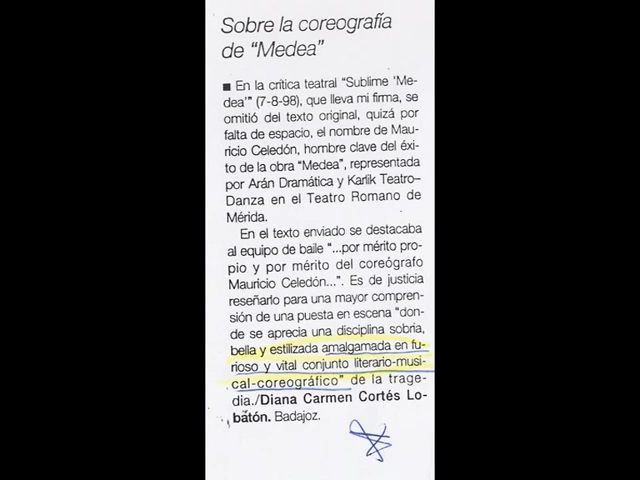 Sobre la coreografía
de “Medea”
■ En la crítica teatral “Sublime ‘Me-
dea’” (7-8-98), que lleva mi firma, se
omitió del texto original, quizá por
falta de espacio, el nombre de Mau-
ricio Celedón, hombre clave del éxi-
to de la obra “Medea”, representada
por Arán Dramática y Karlik Teatro–
Danza en el Teatro Romano de
Mérida.
En el texto enviado se destacaba
al equipo de baile “...por mérito pro-
pio y por mérito del coreógrafo
Mauricio Celedón...”. Es de justicia
reseñarlo para una mayor compren-
sión de una puesta en escena “don-
de se aprecia una disciplina sobria,
bella y estilizada amalgamada en fu-
rioso y vital conjunto literario-musi-
cal-coreográfico” de la trage-
dia./Diana Carmen Cortés Lo-
batón. Badajoz.